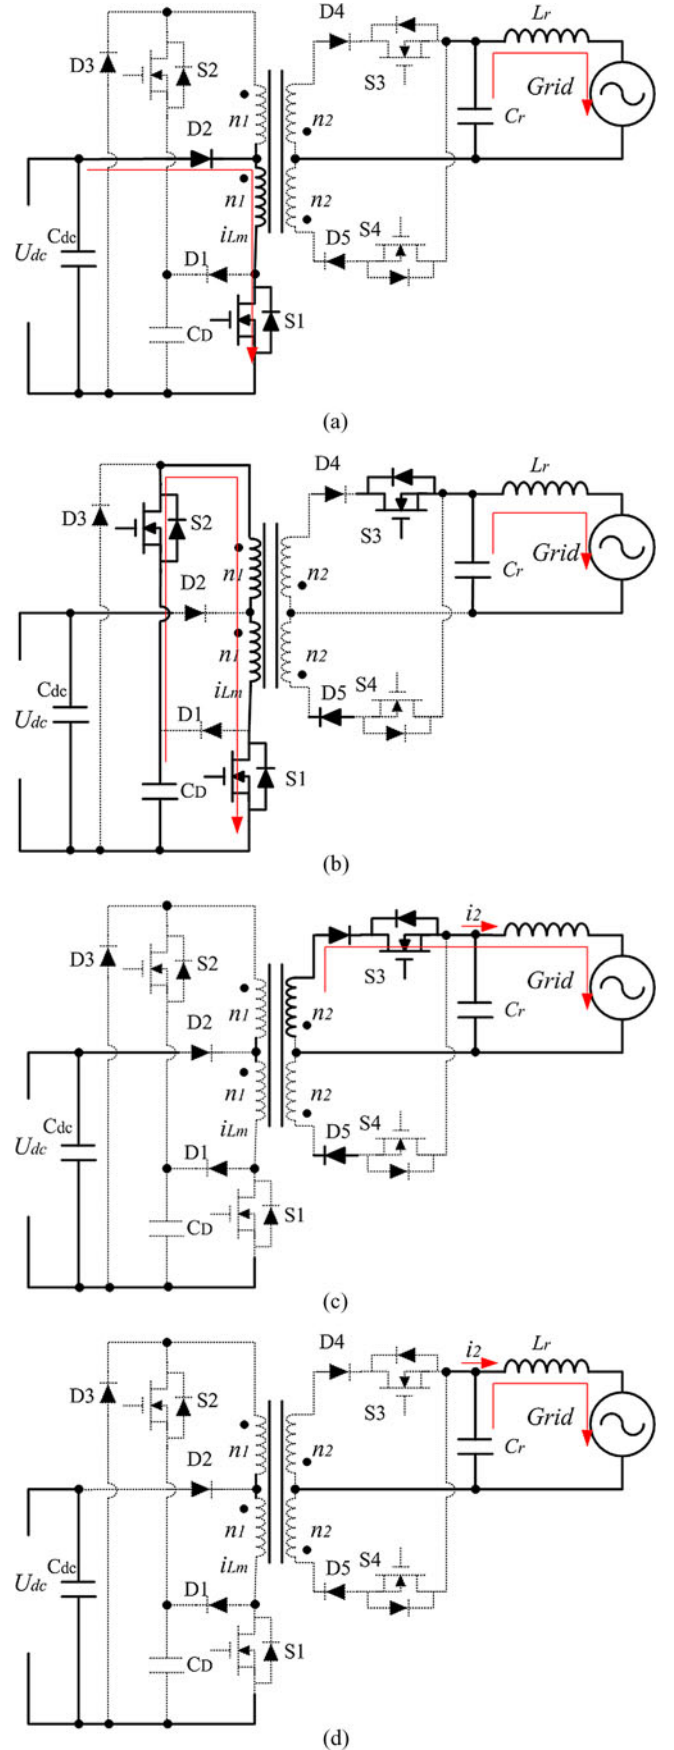 D4
Lr
D3
S2
S3
Grid
n1
n2
Cr
D2
n1
n2
Cdc
Udc
iLm
D5
S4
D1
CD
S1
(a)
D4
Lr
D3
S2
S3
Grid
n1
n2
Cr
D2
n1
n2
Cdc
Udc
iLm
D5
S4
D1
CD
S1
(b)
i2
D3
S2
S3
Grid
n1
n2
Cr
D2
n1
n2
Cdc
Udc
iLm
D5
S4
D1
CD
S1
(c)
D4
i2
Lr
D3
S2
S3
Grid
n1
n2
Cr
D2
n1
n2
Cdc
Udc
iLm
D5
S4
D1
CD
S1
(d)